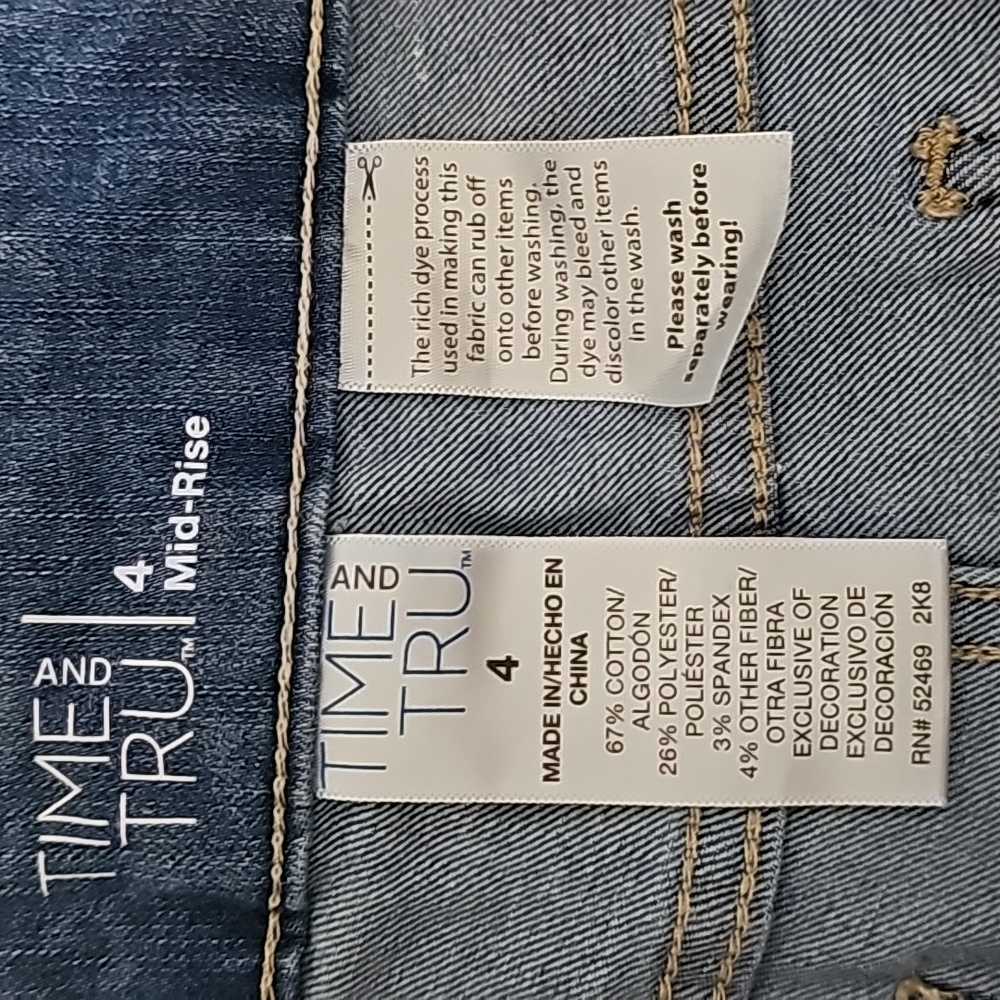 TIME
AND
TRU™
4
Mid-Rise
TIME
AND
TRU™
4
MADE IN/HECHO EN
CHINA
67% COTTON/
ALGODÓN
26% POLYESTER/
POLIÉSTER
3% SPANDEX
4% OTHER FIBER/
OTRA FIBRA
EXCLUSIVE OF
DECORATION
EXCLUSIVO DE
DECORACIÓN
RN# 52469 2K8
The rich dye process
used in making this
fabric can rub off
onto other items
before washing.
During washing, the
dye may bleed and
discolor other items
in the wash.
Please wash
separately before
wearing!